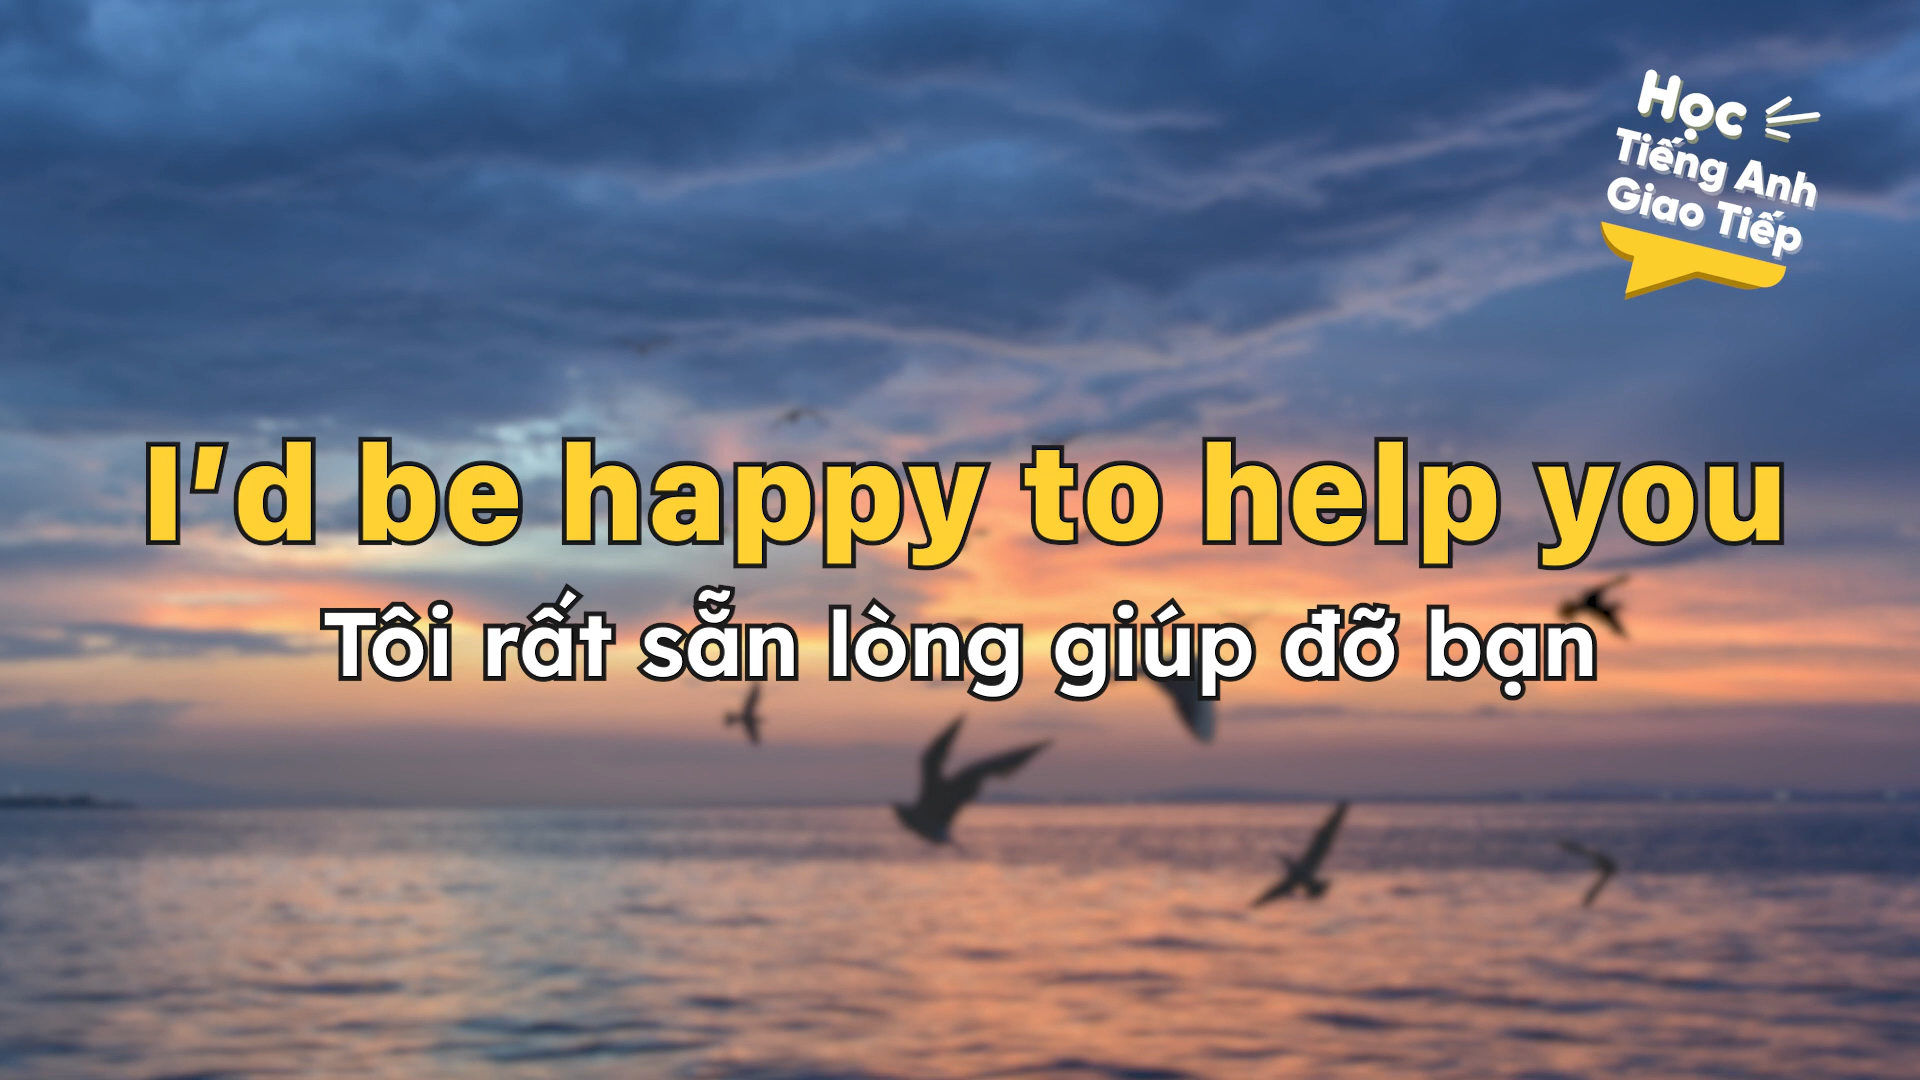 Học
Tiếng Anh
Giao Tiếp
I’d be happy to help you
Tôi rất sẵn lòng giúp đỡ bạn